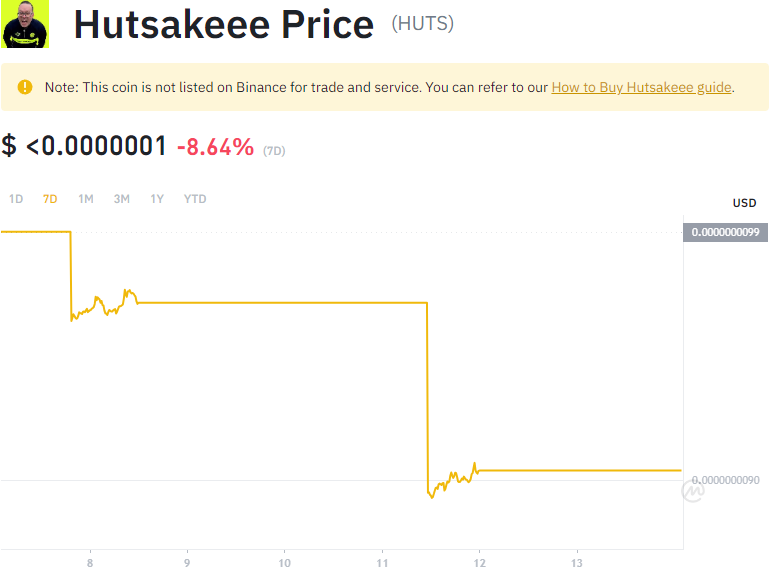 Hutsakeee Price (HUTS)
Note: This coin is not listed on Binance for trade and service. You can refer to our How to Buy Hutsakeee guide.
$ <0.0000001 -8.64% (7D)
1D 7D 1M 3M 1Y YTD
USD
0.0000000099
0.0000000090
8 9 10 11 12 13